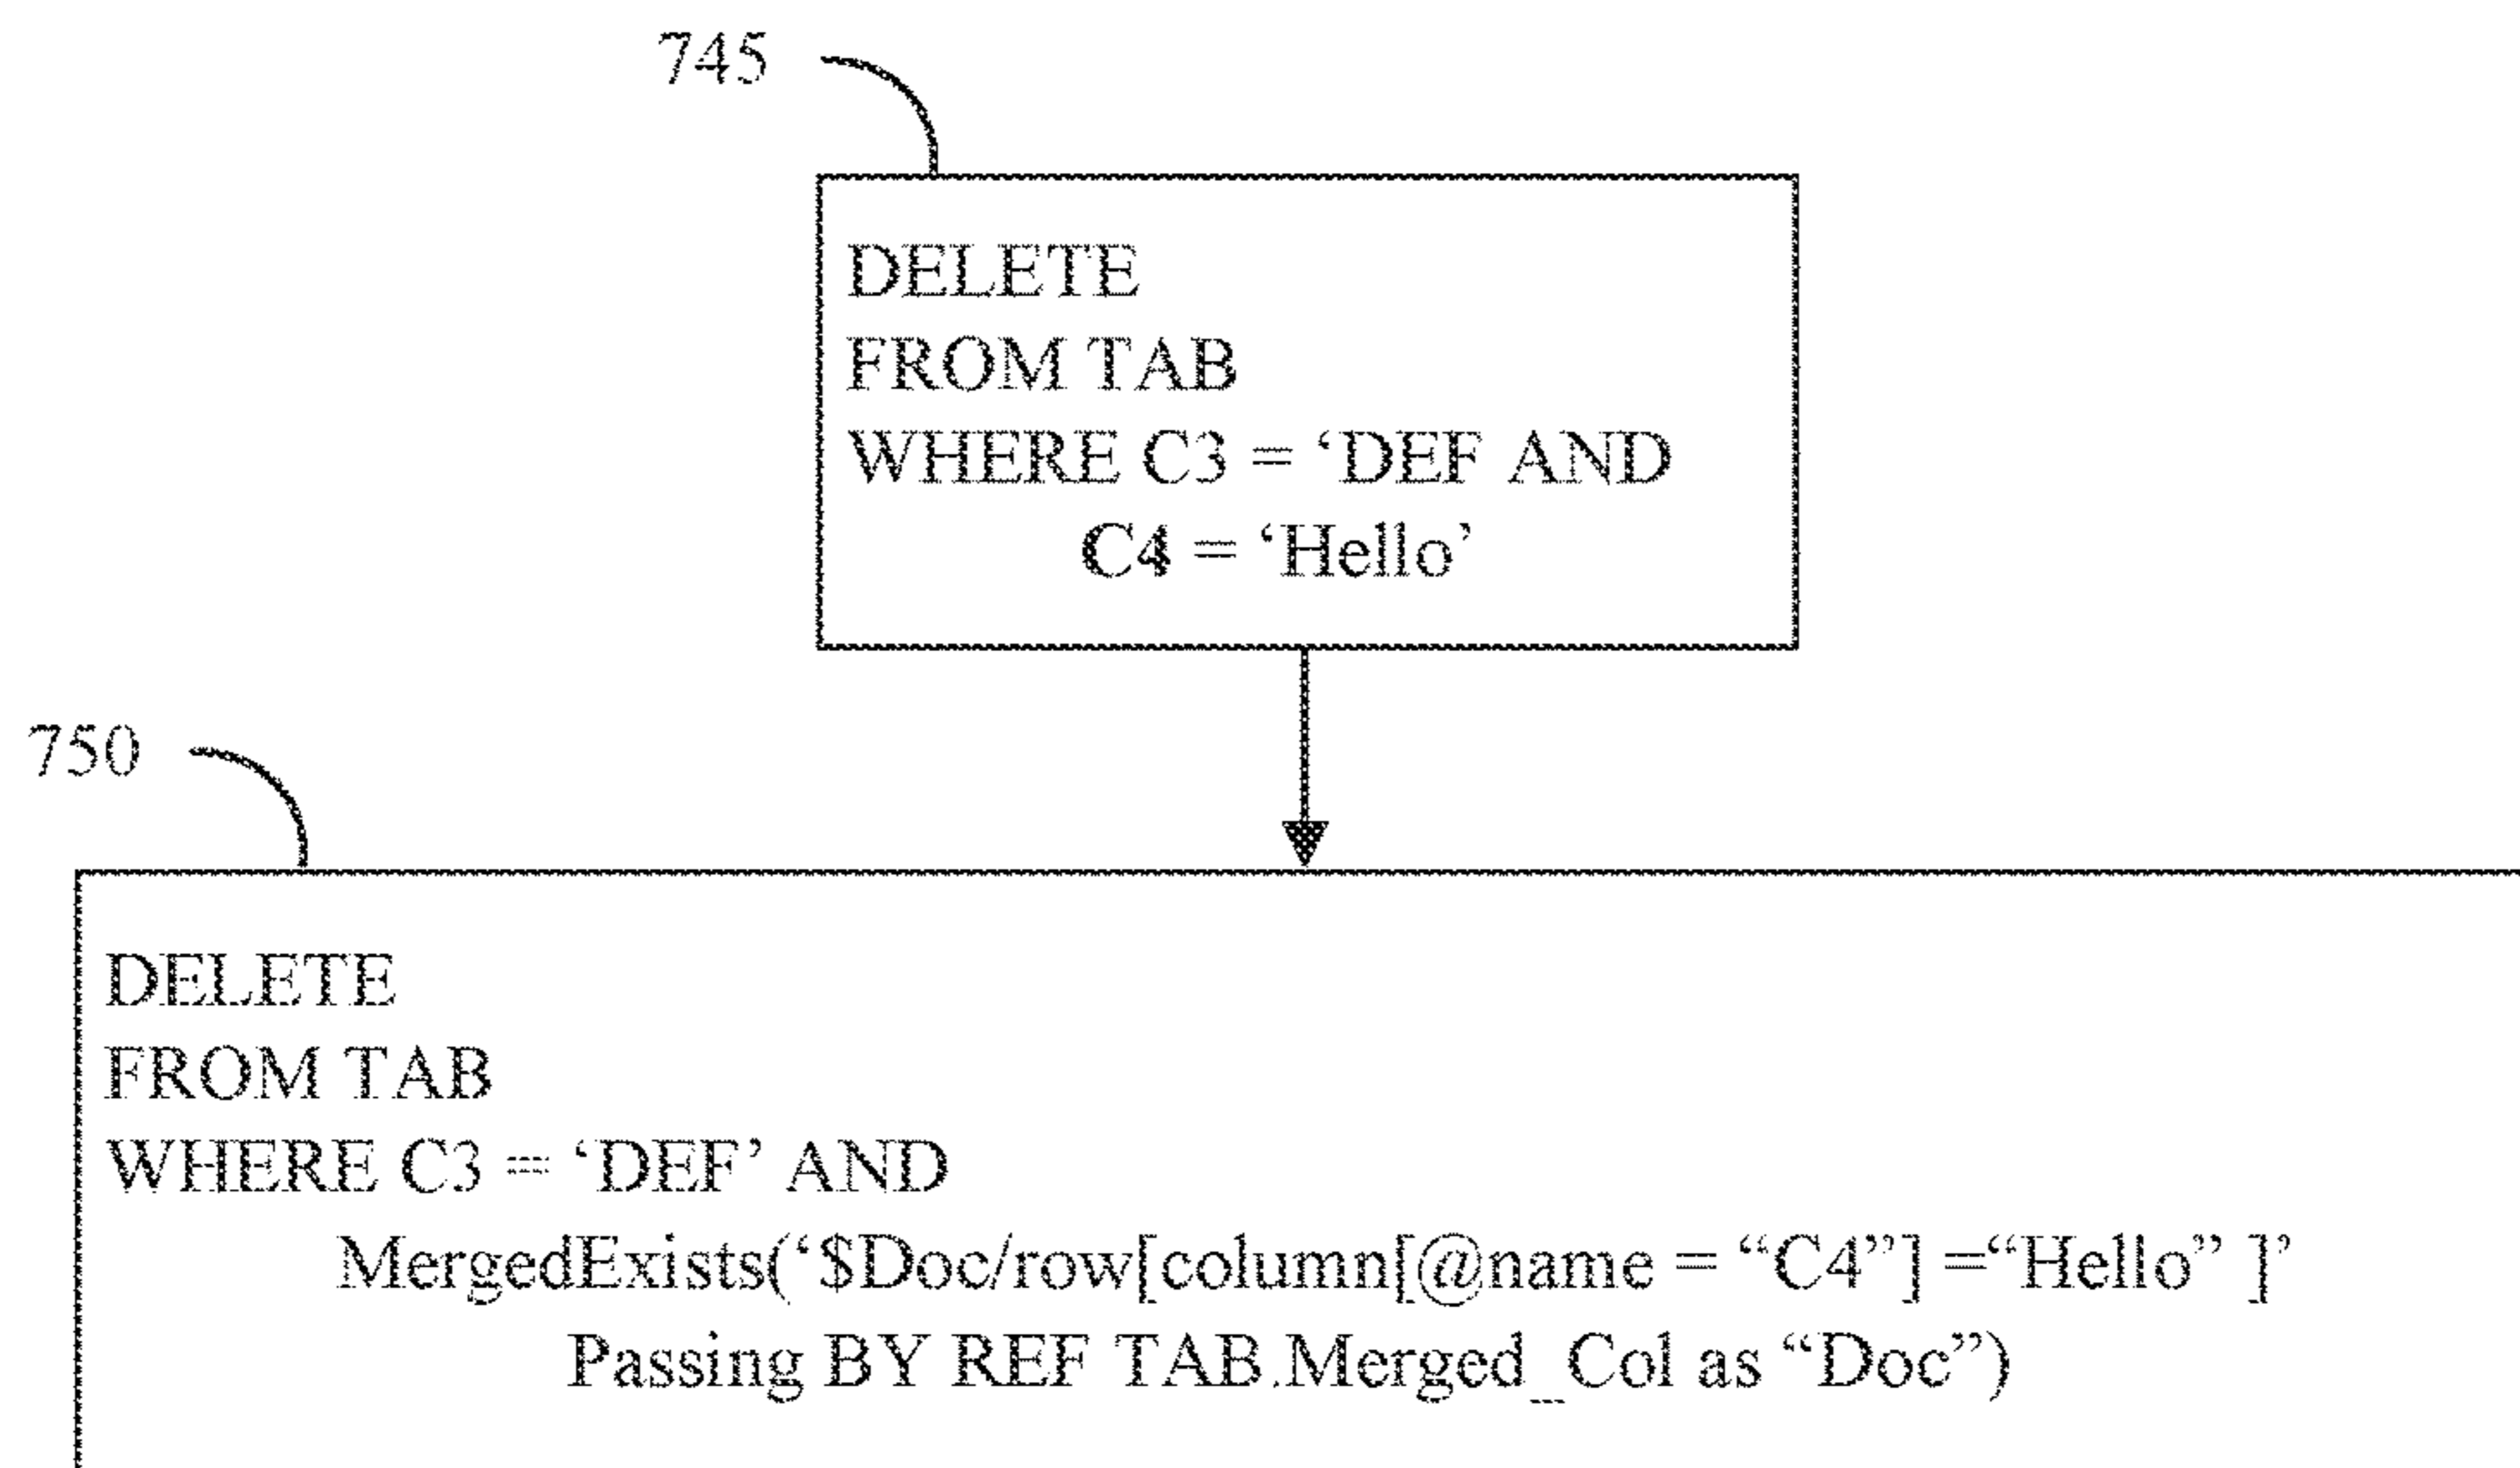 745
DELETE
FROM TAB
WHERE C3 = ‘DEF AND
C4 = ‘Hello’
750
DELETE
FROM TAB
WHERE C3 = ‘DEF’ AND
MergedExists(‘$Doc/row[column[@name = “C4”] =“Hello” ]’
Passing BY REF TAB.Merged_Col as “Doc”)